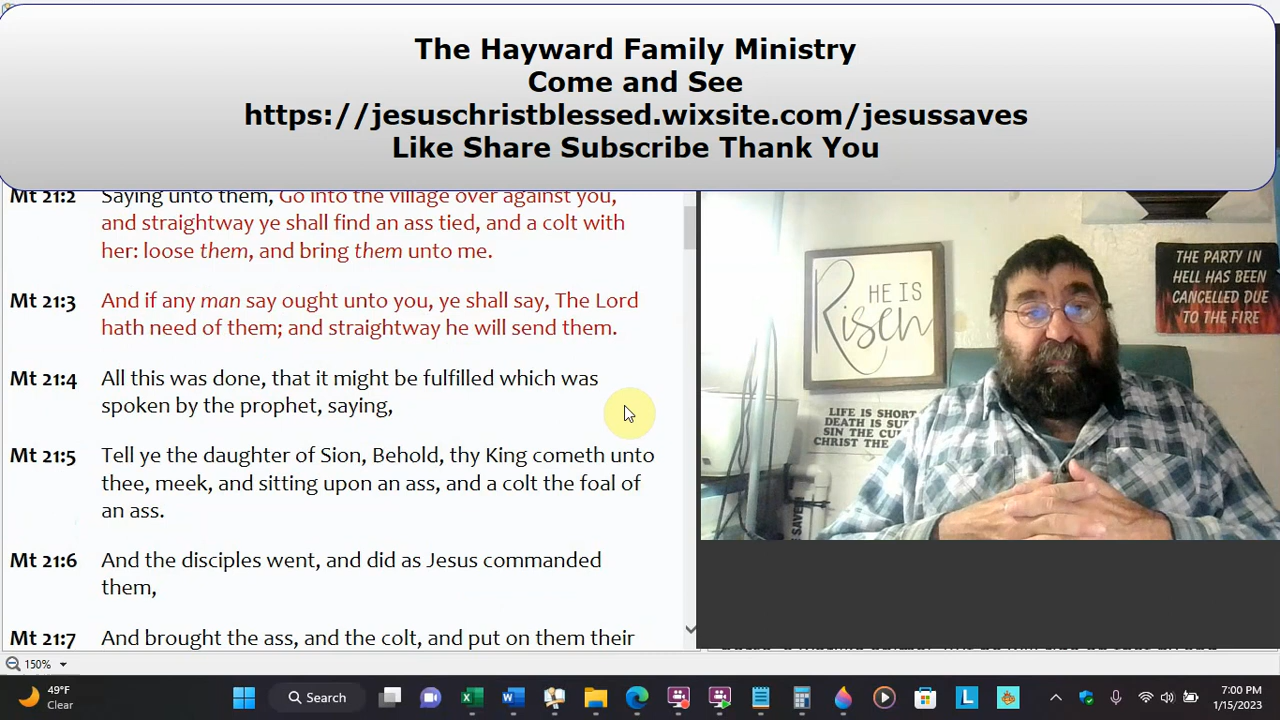 The Hayward Family Ministry
Come and See
https://jesuschristblessed.wixsite.com/jesussaves
Like Share Subscribe Thank You
Mt 21:2 Saying unto them, Go into the village over against you,
and straightway ye shall find an ass tied, and a colt with
her: loose them, and bring them unto me.
Mt 21:3 And if any man say ought unto you, ye shall say, The Lord
hath need of them; and straightway he will send them.
Mt 21:4 All this was done, that it might be fulfilled which was
spoken by the prophet, saying,
Mt 21:5 Tell ye the daughter of Sion, Behold, thy King cometh unto
thee, meek, and sitting upon an ass, and a colt the foal of
an ass.
Mt 21:6 And the disciples went, and did as Jesus commanded
them,
Mt 21:7 And brought the ass, and the colt, and put on them their
HE IS
Risen
THE PARTY IN
HELL HAS BEEN
CANCELLED DUE
TO THE FIRE
LIFE IS SHORT
DEATH IS
SIN THE
CHRIST THE
150%
49°F
Clear
Search
7:00 PM
1/15/2023